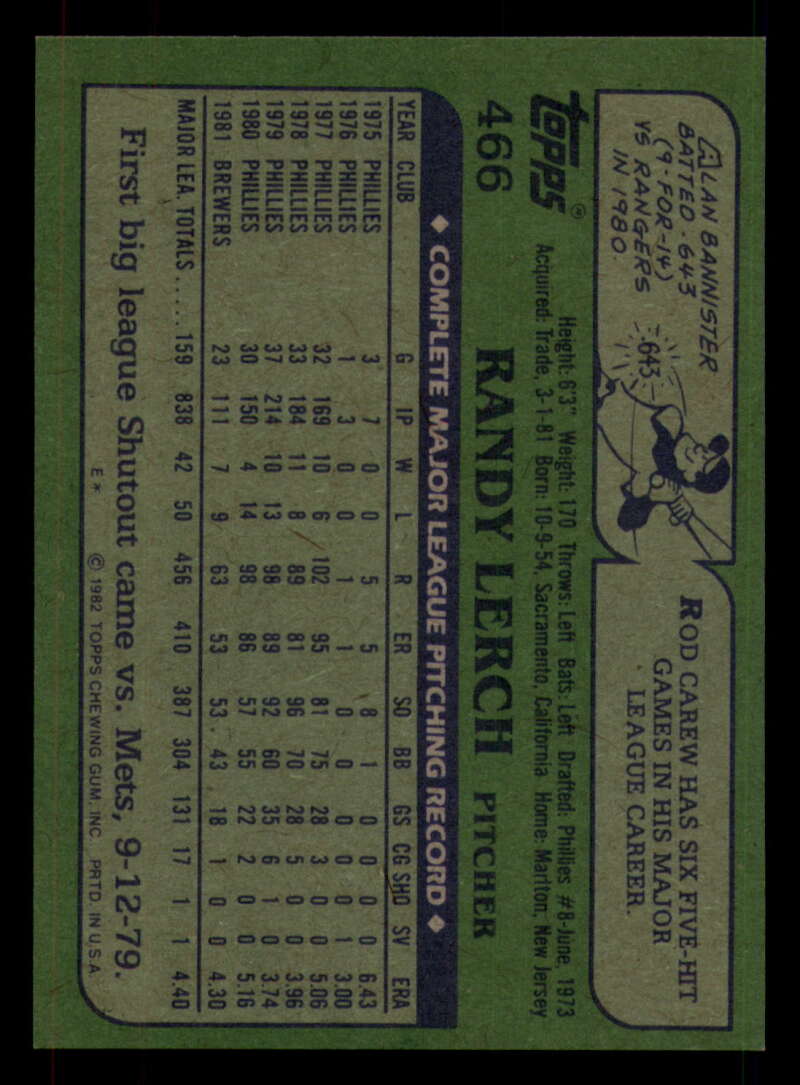 ALAN BANNISTER
BATTED .643
(9-FOR-14)
VS RANGERS
IN 1980
.643
ROD CAREW HAS SIX FIVE-HIT
GAMES IN HIS MAJOR
LEAGUE CAREER.
TOPPS®
466 RANDY LERCH PITCHER
Height: 6'3" Weight: 170 Throws: Left Bats: Left Drafted: Phillies #8-June, 1973
Acquired: Trade, 3-1-81 Born: 10-9-54, Sacramento, California Home: Marlton, New Jersey
◆ COMPLETE MAJOR LEAGUE PITCHING RECORD ◆
YEAR CLUB G IP W L R ER SO BB GS CG SHO SV ERA
1975 PHILLIES 3 7 0 0 5 5 8 1 0 0 0 0 6.43
1976 PHILLIES 1 3 0 0 1 1 0 0 0 0 0 1 3.00
1977 PHILLIES 32 169 10 6 102 95 81 75 28 3 0 0 5.06
1978 PHILLIES 33 184 11 8 89 81 96 70 28 5 0 0 3.96
1979 PHILLIES 37 214 10 13 98 89 92 60 35 6 1 0 3.74
1980 PHILLIES 30 150 4 14 98 86 57 55 22 2 0 0 5.16
1981 BREWERS 23 111 7 9 63 53 53 43 18 1 0 0 4.30
MAJOR LEA. TOTALS ..... 159 838 42 50 456 410 387 304 131 17 1 1 4.40
First big league Shutout came vs. Mets, 9-12-79.
E* © 1982 TOPPS CHEWING GUM, INC. PRTD. IN U.S.A.